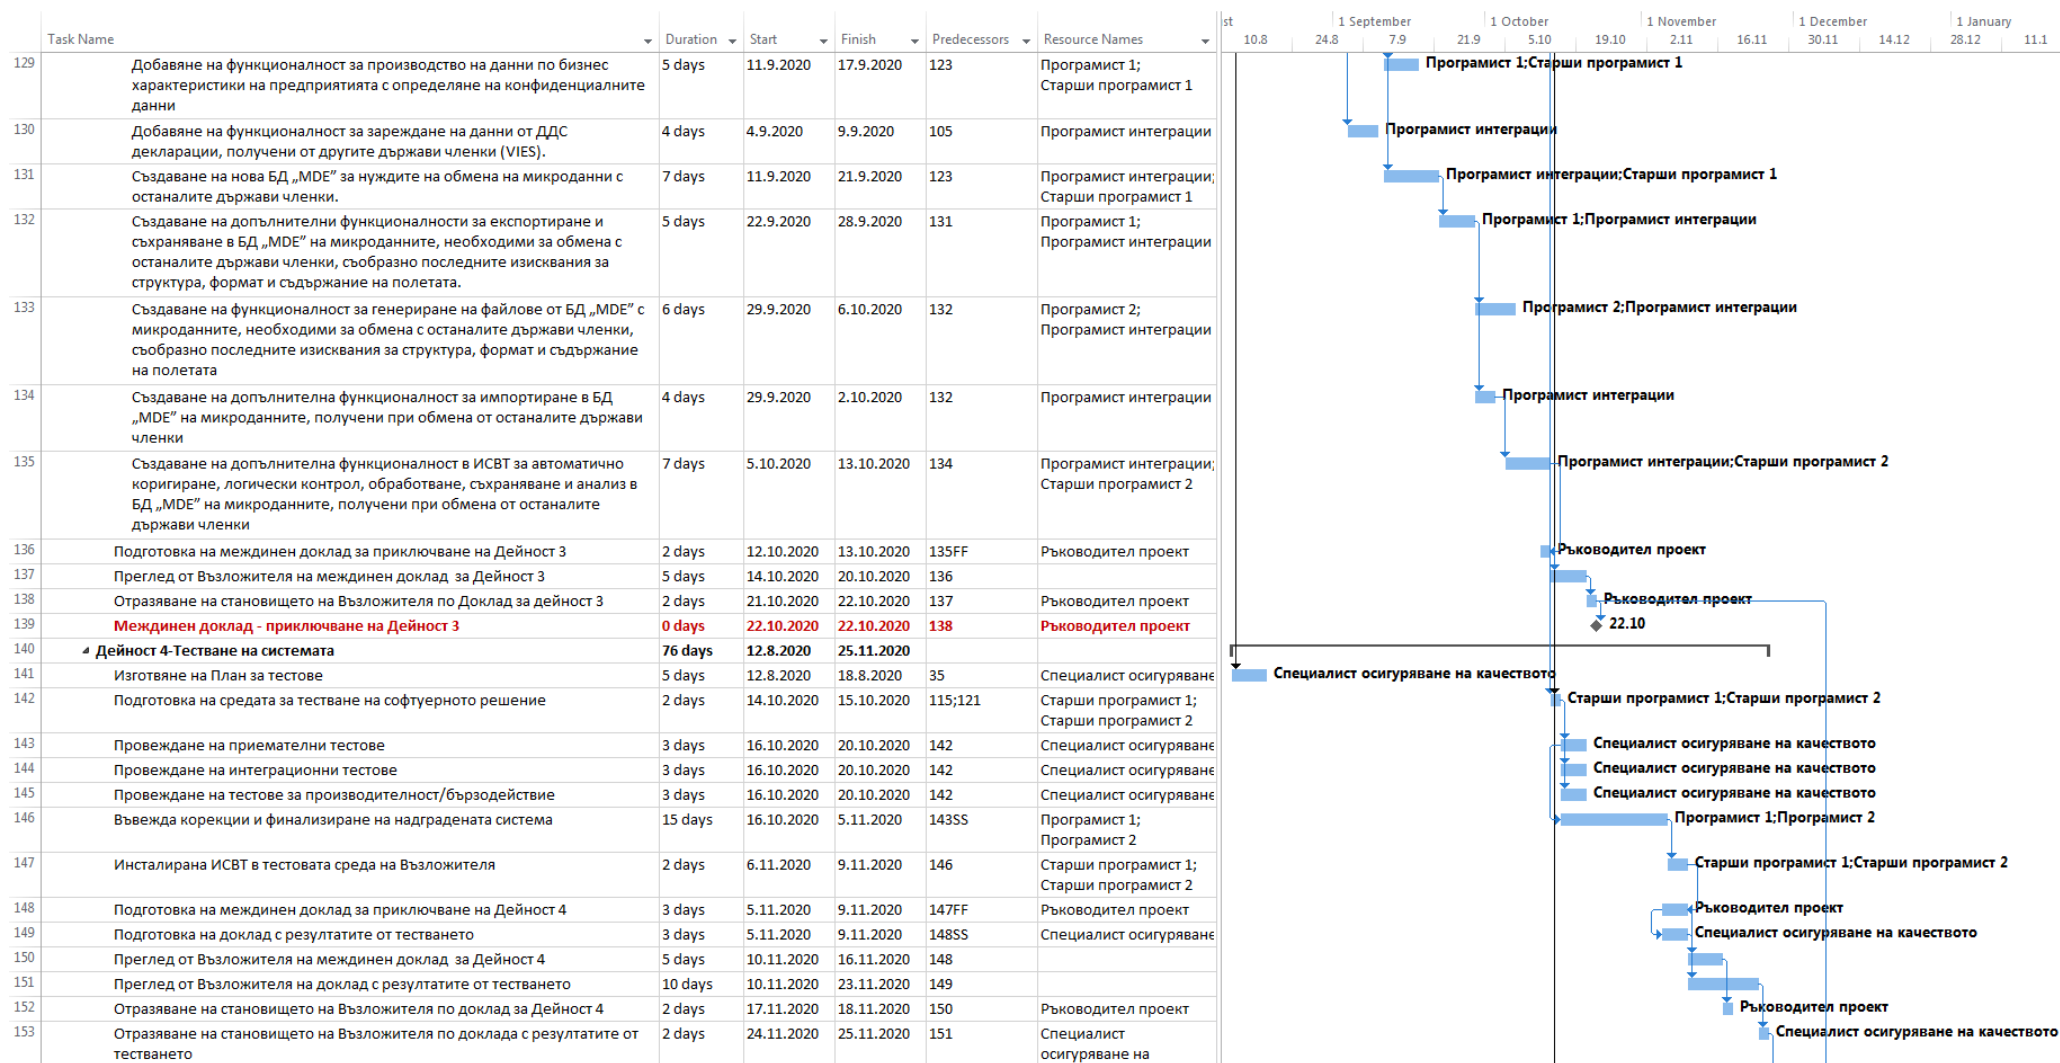 Task Name Duration Start Finish Predecessors Resource Names
st 1 September 1 October 1 November 1 December 1 January
10.8 24.8 7.9 21.9 5.10 19.10 2.11 16.11 30.11 14.12 28.12 11.1
129 Добавяне на функционалност за производство на данни по бизнес 5 days 11.9.2020 17.9.2020 123 Програмист 1; Програмист 1;Старши програмист 1
характеристики на предприятията с определяне на конфиденциалните Старши програмист 1
данни
130 Добавяне на функционалност за зареждане на данни от ДДС 4 days 4.9.2020 9.9.2020 105 Програмист интеграции Програмист интеграции
декларации, получени от другите държави членки (VIES).
131 Създаване на нова БД „MDE” за нуждите на обмена на микроданни с 7 days 11.9.2020 21.9.2020 123 Програмист интеграции; Програмист интеграции;Старши програмист 1
останалите държави членки. Старши програмист 1
132 Създаване на допълнителни функционалности за експортиране и 5 days 22.9.2020 28.9.2020 131 Програмист 1; Програмист 1;Програмист интеграции
съхраняване в БД „MDE” на микроданните, необходими за обмена с Програмист интеграции
останалите държави членки, съобразно последните изисквания за
структура, формат и съдържание на полетата.
133 Създаване на функционалност за генериране на файлове от БД „MDE” с 6 days 29.9.2020 6.10.2020 132 Програмист 2; Програмист 2;Програмист интеграции
микроданните, необходими за обмена с останалите държави членки, Програмист интеграции
съобразно последните изисквания за структура, формат и съдържание
на полетата
134 Създаване на допълнителна функционалност за импортиране в БД 4 days 29.9.2020 2.10.2020 132 Програмист интеграции Програмист интеграции
„MDE” на микроданните, получени при обмена от останалите държави
членки
135 Създаване на допълнителна функционалност в ИСВТ за автоматично 7 days 5.10.2020 13.10.2020 134 Програмист интеграции; Програмист интеграции;Старши програмист 2
коригиране, логически контрол, обработване, съхраняване и анализ в Старши програмист 2
БД „MDE” на микроданните, получени при обмена от останалите
държави членки
136 Подготовка на междинен доклад за приключване на Дейност 3 2 days 12.10.2020 13.10.2020 135FF Ръководител проект Ръководител проект
137 Преглед от Възложителя на междинен доклад за Дейност 3 5 days 14.10.2020 20.10.2020 136
138 Отразяване на становището на Възложителя по Доклад за дейност 3 2 days 21.10.2020 22.10.2020 137 Ръководител проект Ръководител проект
139 Междинен доклад - приключване на Дейност 3 0 days 22.10.2020 22.10.2020 138 Ръководител проект 22.10
140 Дейност 4-Тестване на системата 76 days 12.8.2020 25.11.2020
141 Изготвяне на План за тестове 5 days 12.8.2020 18.8.2020 35 Специалист осигуряване Специалист осигуряване на качеството
142 Подготовка на средата за тестване на софтуерното решение 2 days 14.10.2020 15.10.2020 115;121 Старши програмист 1; Старши програмист 1;Старши програмист 2
Старши програмист 2
143 Провеждане на приемателни тестове 3 days 16.10.2020 20.10.2020 142 Специалист осигуряване Специалист осигуряване на качеството
144 Провеждане на интеграционни тестове 3 days 16.10.2020 20.10.2020 142 Специалист осигуряване Специалист осигуряване на качеството
145 Провеждане на тестове за производителност/бързодействие 3 days 16.10.2020 20.10.2020 142 Специалист осигуряване Специалист осигуряване на качеството
146 Въвежда корекции и финализиране на надградената система 15 days 16.10.2020 5.11.2020 143SS Програмист 1; Програмист 1;Програмист 2
Програмист 2
147 Инсталирана ИСВТ в тестовата среда на Възложителя 2 days 6.11.2020 9.11.2020 146 Старши програмист 1; Старши програмист 1;Старши програмист 2
Старши програмист 2
148 Подготовка на междинен доклад за приключване на Дейност 4 3 days 5.11.2020 9.11.2020 147FF Ръководител проект Ръководител проект
149 Подготовка на доклад с резултатите от тестването 3 days 5.11.2020 9.11.2020 148SS Специалист осигуряване Специалист осигуряване на качеството
150 Преглед от Възложителя на междинен доклад за Дейност 4 5 days 10.11.2020 16.11.2020 148
151 Преглед от Възложителя на доклад с резултатите от тестването 10 days 10.11.2020 23.11.2020 149
152 Отразяване на становището на Възложителя по доклад за Дейност 4 2 days 17.11.2020 18.11.2020 150 Ръководител проект Ръководител проект
153 Отразяване на становището на Възложителя по доклада с резултатите от 2 days 24.11.2020 25.11.2020 151 Специалист Специалист осигуряване на качеството
тестването осигуряване на